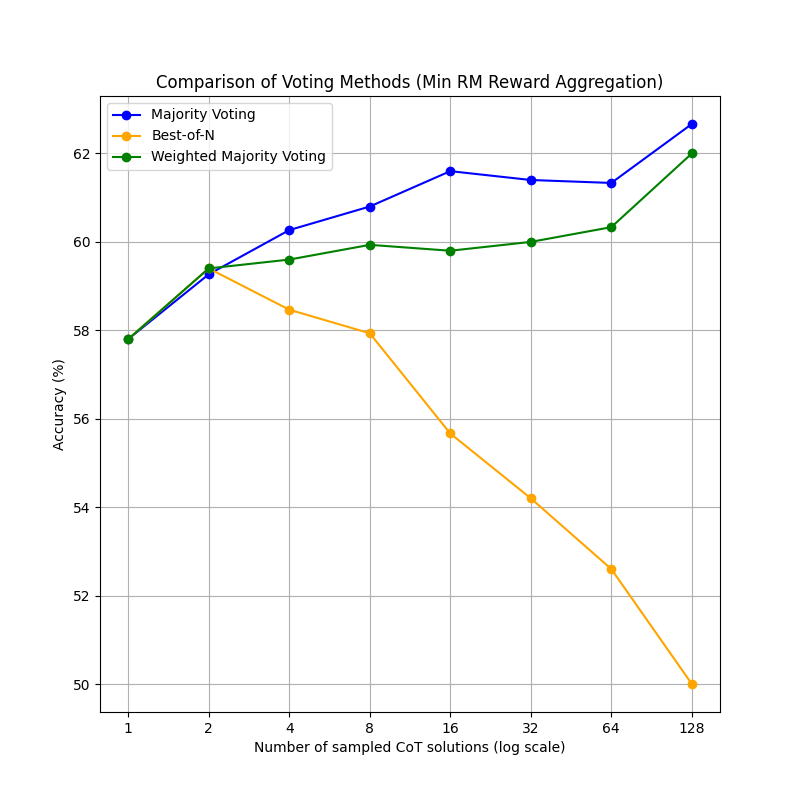 Comparison of Voting Methods (Min RM Reward Aggregation)
Majority Voting
Best-of-N
Weighted Majority Voting
62
60
58
56
54
52
50
Accuracy (%)
1 2 4 8 16 32 64 128
Number of sampled CoT solutions (log scale)